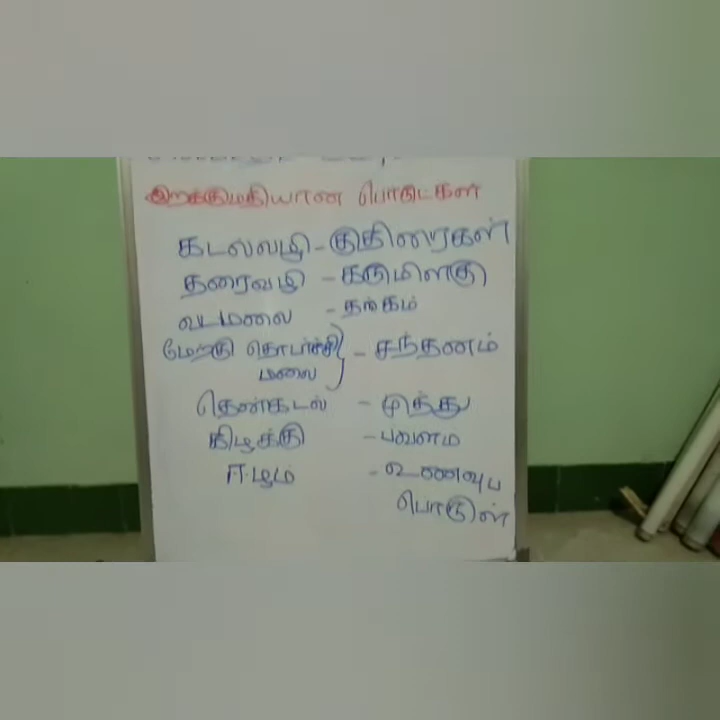 இறக்குமதியான பொருட்கள்
கடல்வழி - குதிரைகள்
தரைவழி - கருமிளகு
வடமலை - தங்கம்
மேற்கு தொடர்ச்சி மலை - சந்தனம்
தென்கடல் - முத்து
கிழக்கு - பவளம்
ஈழம் - உணவுப்
பொருள்